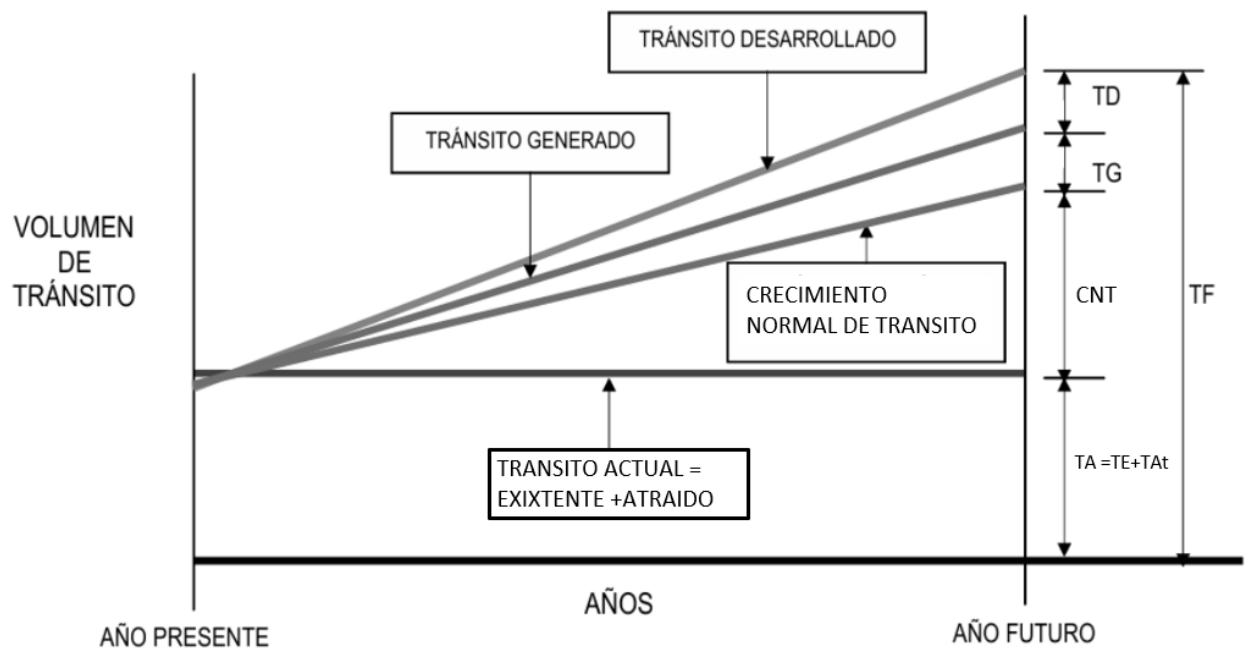 TRÁNSITO DESARROLLADO
TD
TRÁNSITO GENERADO
TG
VOLUMEN
DE
TRÁNSITO
CRECIMIENTO
NORMAL DE TRANSITO
CNT
TF
TRANSITO ACTUAL =
EXIXTENTE +ATRAIDO
TA =TE+TAt
AÑOS
AÑO PRESENTE
AÑO FUTURO